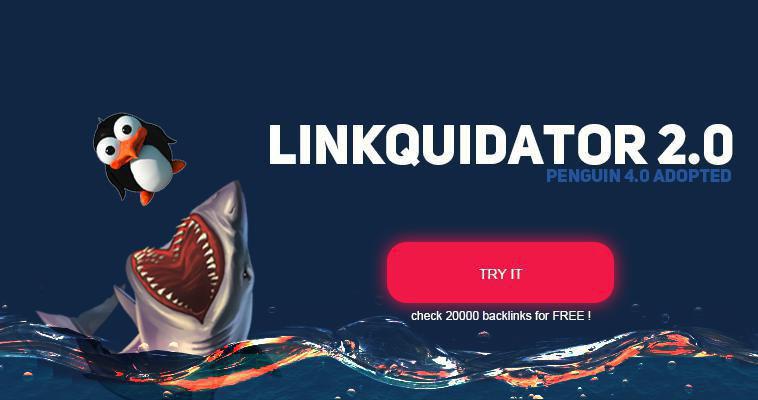 LINKQUIDATOR 2.0
PENGUIN 4.0 ADOPTED
TRY IT
check 20000 backlinks for FREE !